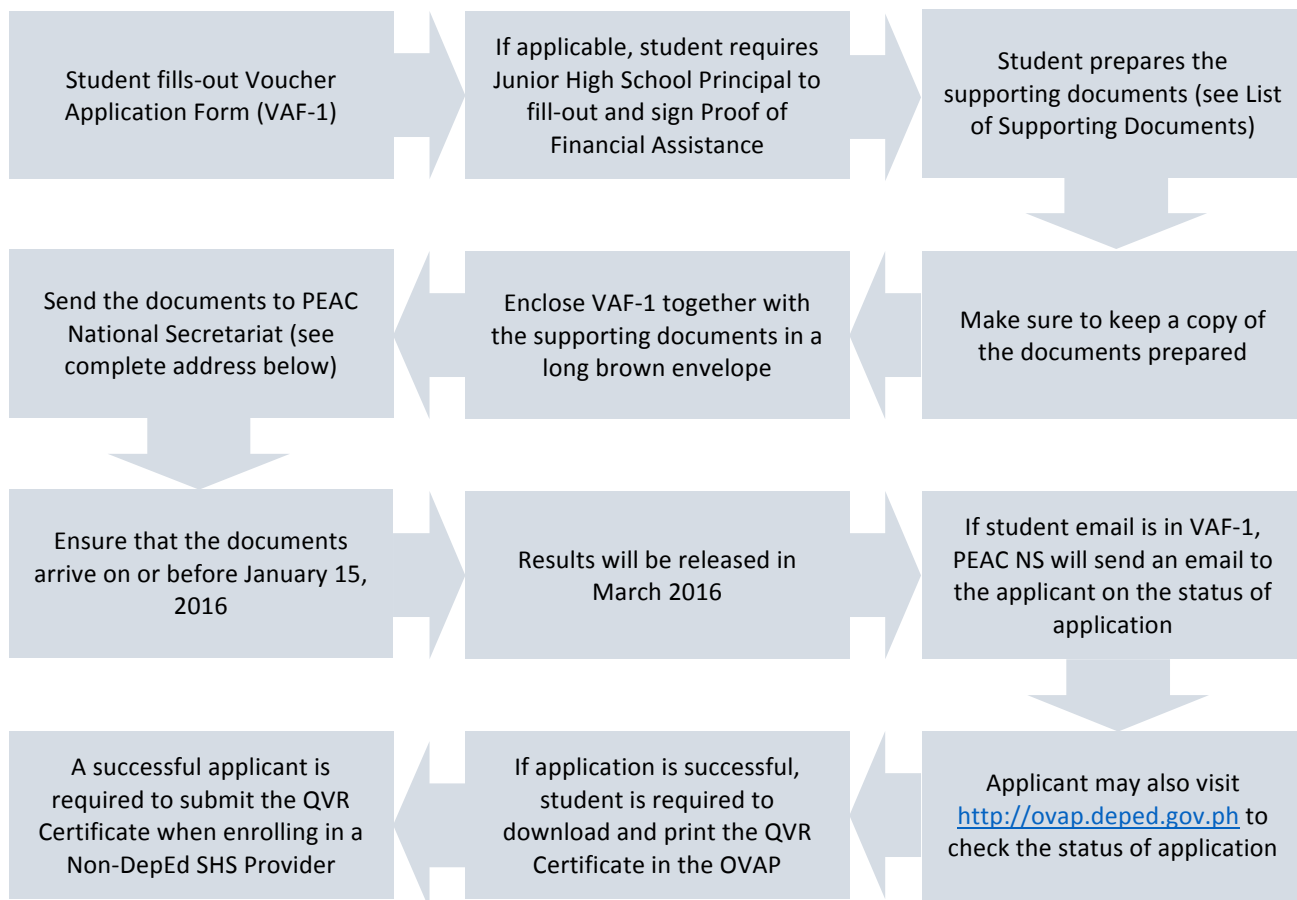 Student fills-out Voucher
Application Form (VAF-1)
If applicable, student requires
Junior High School Principal to
fill-out and sign Proof of
Financial Assistance
Student prepares the
supporting documents (see List
of Supporting Documents)
Make sure to keep a copy of
the documents prepared
Enclose VAF-1 together with
the supporting documents in a
long brown envelope
Send the documents to PEAC
National Secretariat (see
complete address below)
Ensure that the documents
arrive on or before January 15,
2016
Results will be released in
March 2016
If student email is in VAF-1,
PEAC NS will send an email to
the applicant on the status of
application
Applicant may also visit
http://ovap.deped.gov.ph to
check the status of application
If application is successful,
student is required to
download and print the QVR
Certificate in the OVAP
A successful applicant is
required to submit the QVR
Certificate when enrolling in a
Non-DepEd SHS Provider